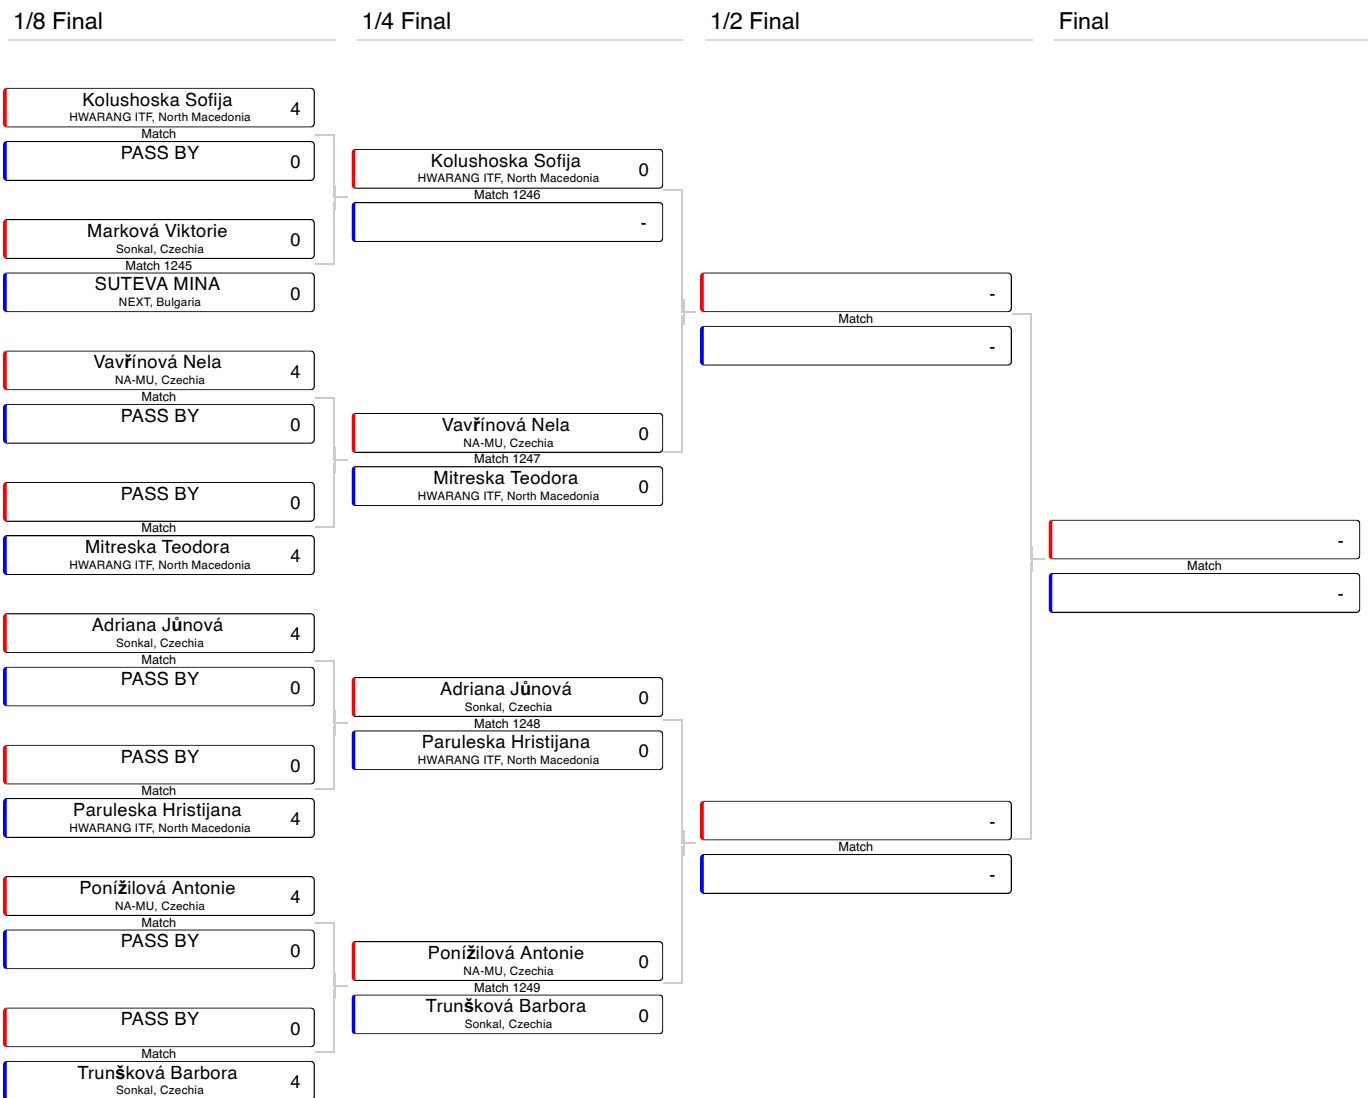 1/8 Final
1/4 Final
1/2 Final
Final
Kolushoska Sofija
HWARANG ITF, North Macedonia
4
Match
PASS BY
0
Marková Viktorie
Sonkal, Czechia
0
Match 1245
SUTEVA MINA
NEXT, Bulgaria
0
Vavřínová Nela
NA-MU, Czechia
4
Match
PASS BY
0
PASS BY
0
Match
Mitreska Teodora
HWARANG ITF, North Macedonia
4
Adriana Jůnová
Sonkal, Czechia
4
Match
PASS BY
0
PASS BY
0
Match
Paruleska Hristijana
HWARANG ITF, North Macedonia
4
Ponížilová Antonie
NA-MU, Czechia
4
Match
PASS BY
0
PASS BY
0
Match
Trunšková Barbora
Sonkal, Czechia
4
Kolushoska Sofija
HWARANG ITF, North Macedonia
0
Match 1246
-
Vavřínová Nela
NA-MU, Czechia
0
Match 1247
Mitreska Teodora
HWARANG ITF, North Macedonia
0
Adriana Jůnová
Sonkal, Czechia
0
Match 1248
Paruleska Hristijana
HWARANG ITF, North Macedonia
0
Ponížilová Antonie
NA-MU, Czechia
0
Match 1249
Trunšková Barbora
Sonkal, Czechia
0
-
Match
-
-
Match
-
-
Match
-